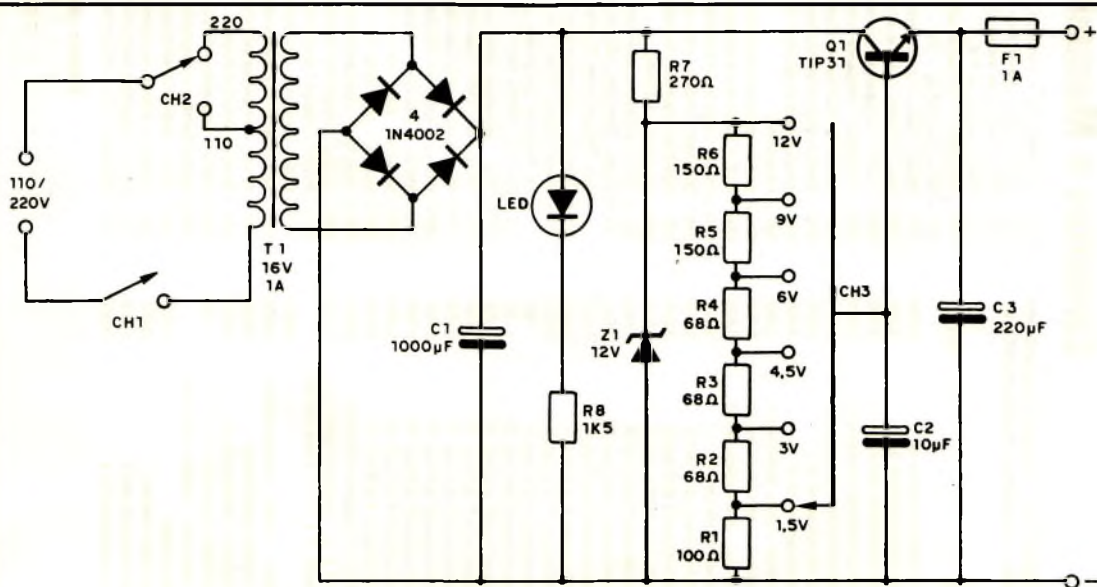 220
CH2
110
110/
220V
CH1
T1
16V
1A
4
1N4002
C1
1000µF
LED
R8
1K5
R7
270Ω
Z1
12V
R6
150Ω
R5
150Ω
R4
68Ω
R3
68Ω
R2
68Ω
R1
100Ω
12V
9V
6V
4,5V
3V
1,5V
CH3
Q1
TIP31
C2
10µF
C3
220µF
F1
1A
+
−